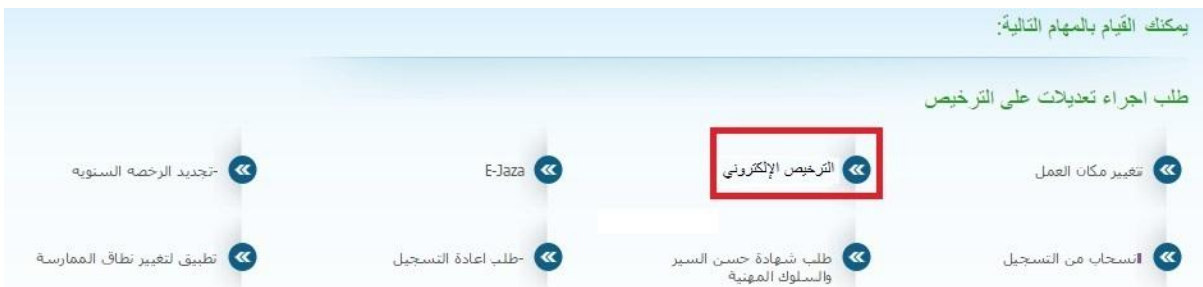 يمكنك القيام بالمهام التالية:
طلب اجراء تعديلات على الترخيص
تغيير مكان العمل
الترخيص الإلكتروني
E-Jaza
-تجديد الرخصه السنويه
انسحاب من التسجيل
طلب شهادة حسن السير
والسلوك المهنية
-طلب اعادة التسجيل
تطبيق لتغيير نطاق الممارسة